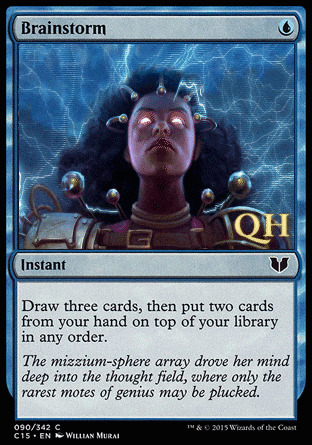 Brainstorm
QH
Instant
Draw three cards, then put two cards
from your hand on top of your library
in any order.
The mizzium-sphere array drove her mind
deep into the thought field, where only the
rarest motes of genius may be plucked.
090/342 C
C15 • EN Willian Murai
™ & © 2015 Wizards of the Coast